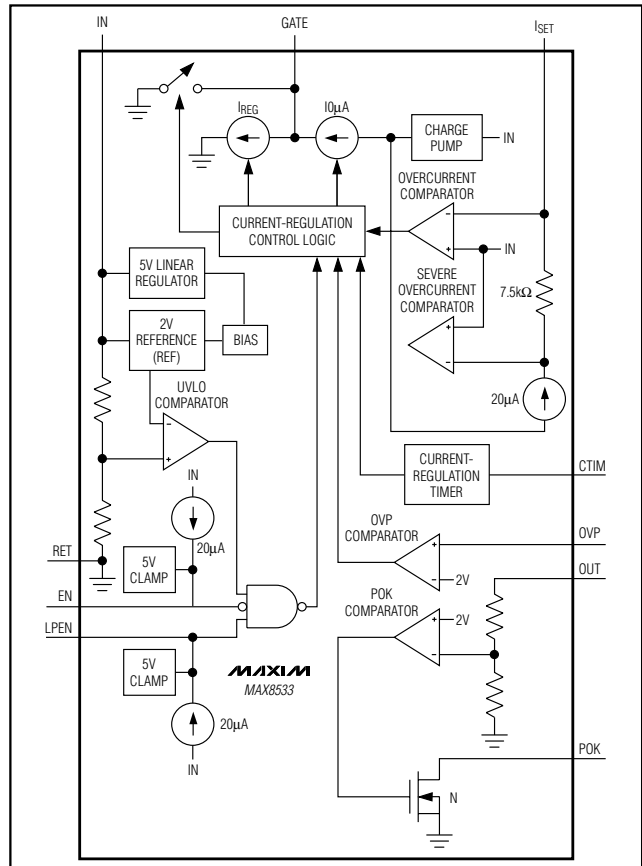 IN
GATE
ISET
IREG
10µA
CHARGE
PUMP
IN
OVERCURRENT
COMPARATOR
CURRENT-REGULATION
CONTROL LOGIC
IN
5V LINEAR
REGULATOR
SEVERE
OVERCURRENT
COMPARATOR
7.5kΩ
2V
REFERENCE
(REF)
BIAS
UVLO
COMPARATOR
20µA
CURRENT-
REGULATION
TIMER
CTIM
IN
20µA
OVP
COMPARATOR
OVP
2V
RET
5V
CLAMP
OUT
EN
POK
COMPARATOR
2V
LPEN
5V
CLAMP
MAXIM
MAX8533
20µA
IN
POK
N